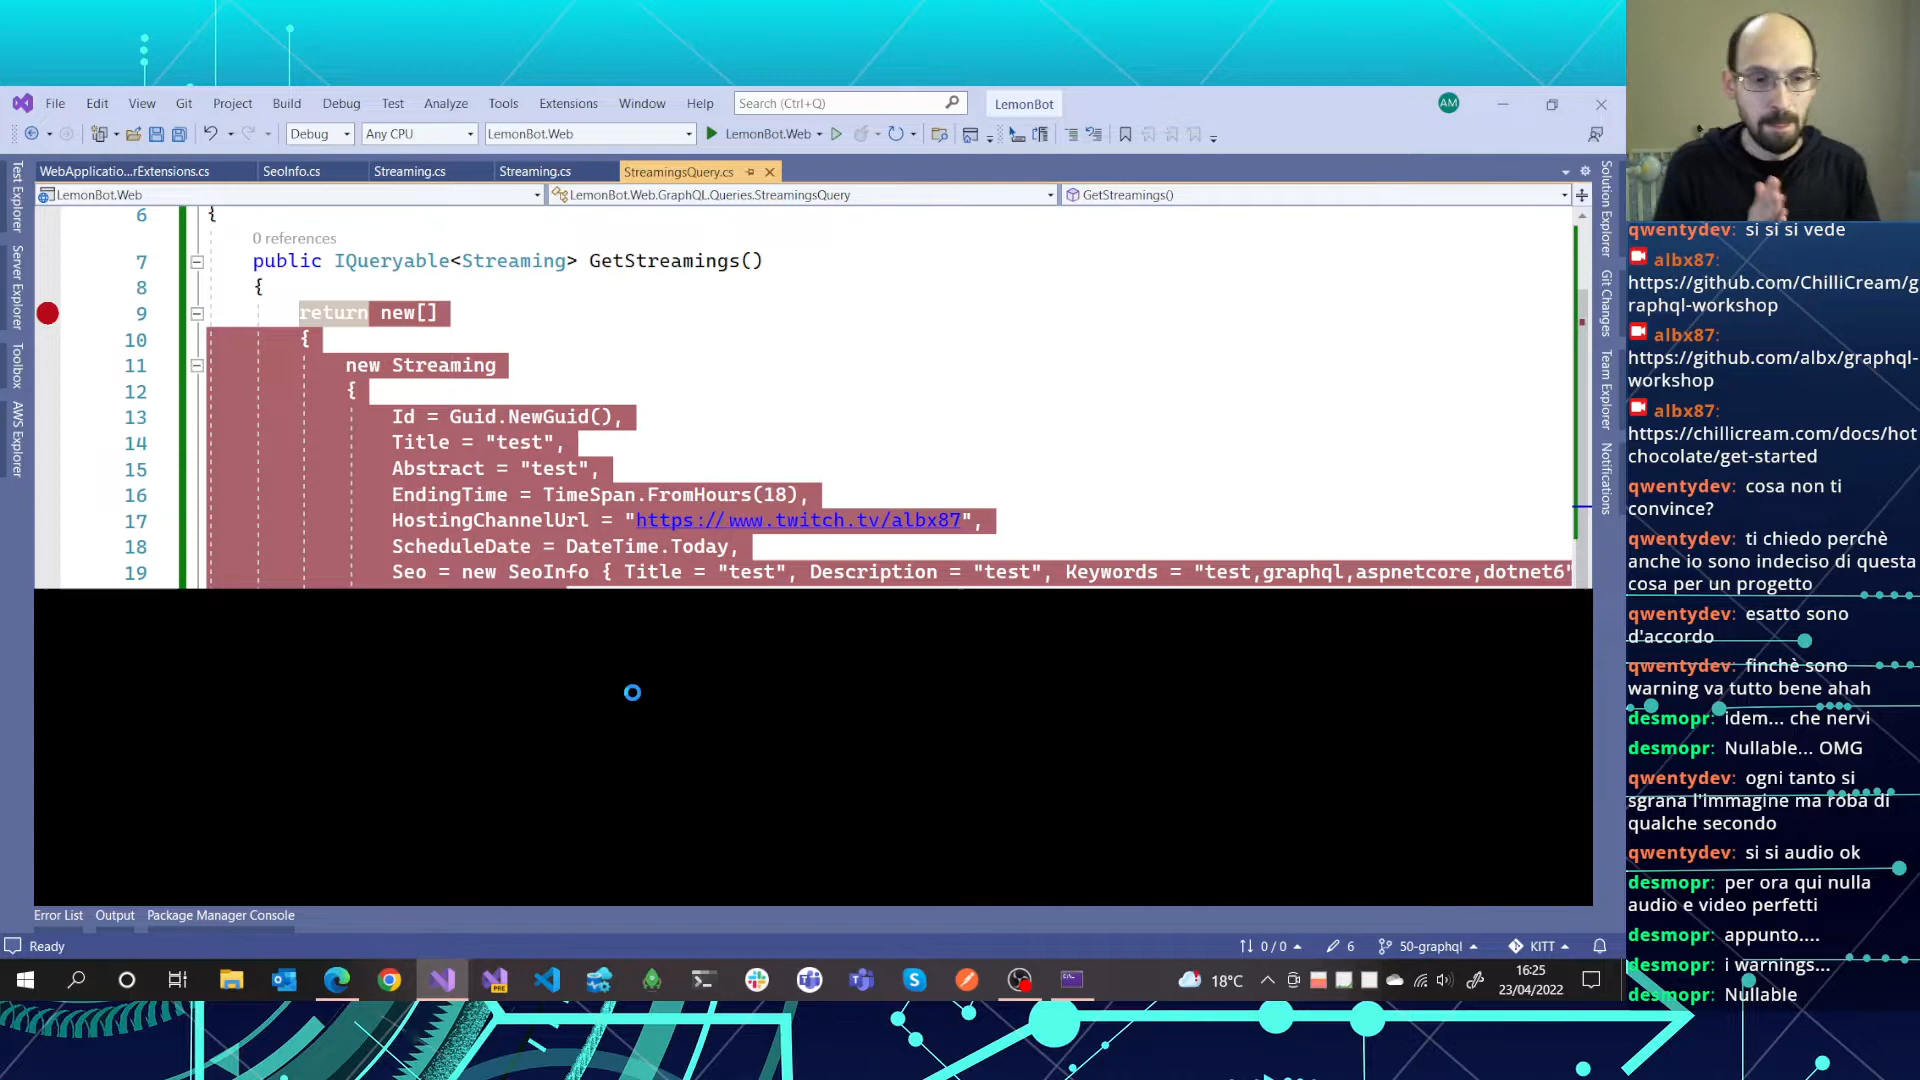 File Edit View Git Project Build Debug Test Analyze Tools Extensions Window Help Search (Ctrl+Q) LemonBot AM
Debug Any CPU LemonBot.Web LemonBot.Web
WebApplicatio...rExtensions.cs SeoInfo.cs Streaming.cs Streaming.cs StreamingsQuery.cs
LemonBot.Web LemonBot.Web.GraphQL.Queries.StreamingsQuery GetStreamings()
Test Explorer
Server Explorer
Toolbox
AWS Explorer
6 {
0 references
7 public IQueryable<Streaming> GetStreamings()
8 {
9 return new[]
10 {
11 new Streaming
12 {
13 Id = Guid.NewGuid(),
14 Title = "test",
15 Abstract = "test",
16 EndingTime = TimeSpan.FromHours(18),
17 HostingChannelUrl = "https://www.twitch.tv/albx87",
18 ScheduleDate = DateTime.Today,
19 Seo = new SeoInfo { Title = "test", Description = "test", Keywords = "test,graphql,aspnetcore,dotnet6"
Solution Explorer
Git Changes
Team Explorer
Notifications
Error List Output Package Manager Console
Ready 0 / 0 6 50-graphql KITT
PRE
18°C
16:25
23/04/2022
qwentydev: si si si vede
albx87:
https://github.com/ChilliCream/g
raphql-workshop
albx87:
https://github.com/albx/graphql-
workshop
albx87:
https://chillicream.com/docs/hot
chocolate/get-started
qwentydev: cosa non ti
convince?
qwentydev: ti chiedo perchè
anche io sono indeciso di questa
cosa per un progetto
qwentydev: esatto sono
d'accordo
qwentydev: finchè sono
warning va tutto bene ahah
desmopr: idem... che nervi
desmopr: Nullable... OMG
qwentydev: ogni tanto si
sgrana l'immagine ma roba di
qualche secondo
qwentydev: si si audio ok
desmopr: per ora qui nulla
audio e video perfetti
desmopr: appunto....
desmopr: i warnings...
desmopr: Nullable